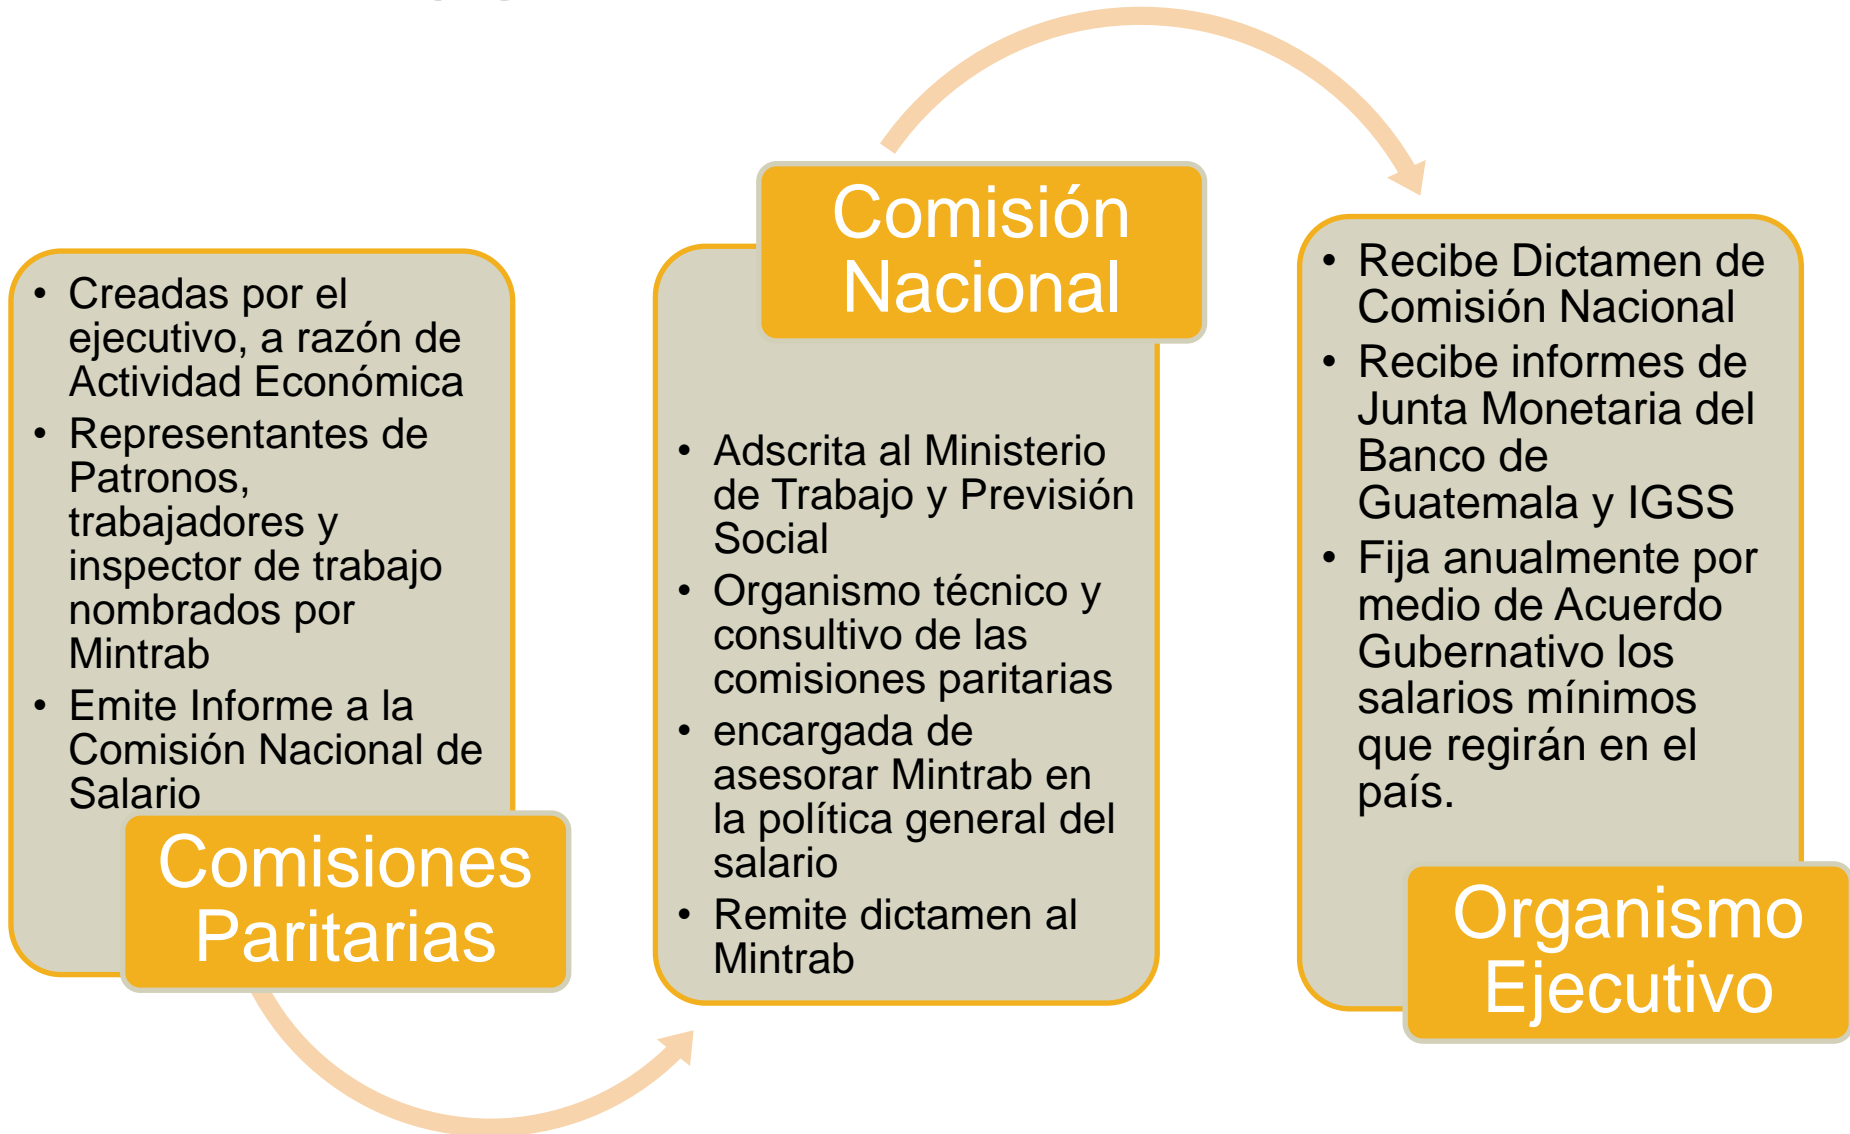 • Creadas por el
ejecutivo, a razón de
Actividad Económica
• Representantes de
Patronos,
trabajadores y
inspector de trabajo
nombrados por
Mintrab
• Emite Informe a la
Comisión Nacional de
Salario
Comisiones
Paritarias
Comisión
Nacional
• Adscrita al Ministerio
de Trabajo y Previsión
Social
• Organismo técnico y
consultivo de las
comisiones paritarias
• encargada de
asesorar Mintrab en
la política general del
salario
• Remite dictamen al
Mintrab
• Recibe Dictamen de
Comisión Nacional
• Recibe informes de
Junta Monetaria del
Banco de
Guatemala y IGSS
• Fija anualmente por
medio de Acuerdo
Gubernativo los
salarios mínimos
que regirán en el
país.
Organismo
Ejecutivo